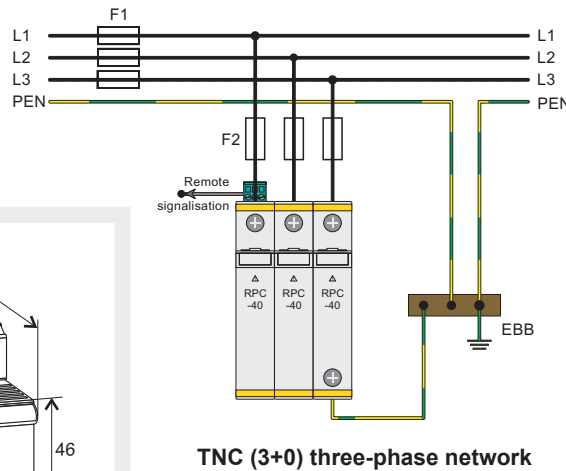 F1
L1 L1
L2 L2
L3 L3
PEN PEN
F2
Remote
signalisation
RPC RPC RPC
-40 -40 -40
EBB
46
TNC (3+0) three-phase network